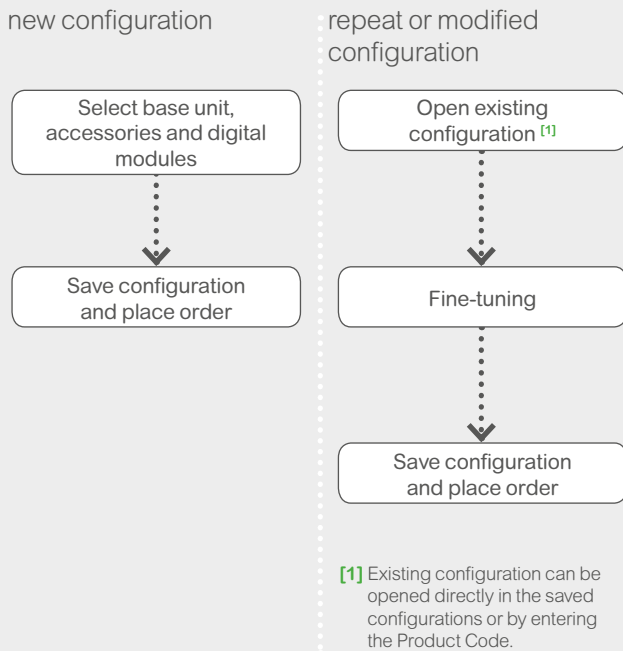 new configuration
Select base unit,
accessories and digital
modules
Save configuration
and place order
repeat or modified
configuration
Open existing
configuration [1]
Fine-tuning
Save configuration
and place order
[1] Existing configuration can be
opened directly in the saved
configurations or by entering
the Product Code.